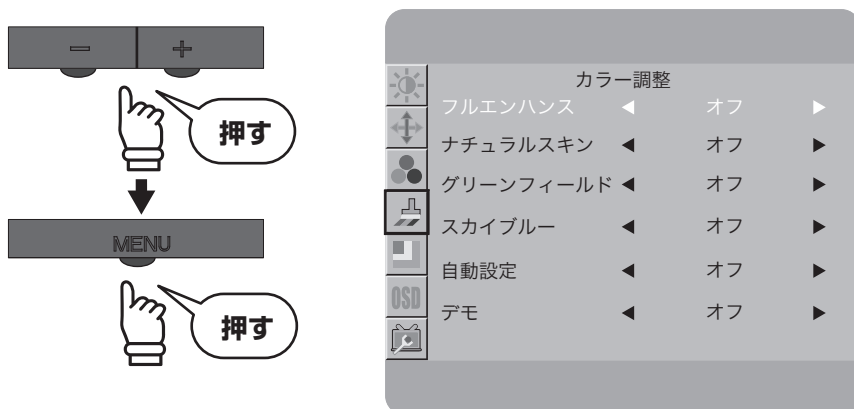 − +
押す
MENU
押す
カラー調整
フルエンハンス ◀ オフ ▶
ナチュラルスキン ◀ オフ ▶
グリーンフィールド ◀ オフ ▶
スカイブルー ◀ オフ ▶
自動設定 ◀ オフ ▶
OSD
デモ ◀ オフ ▶